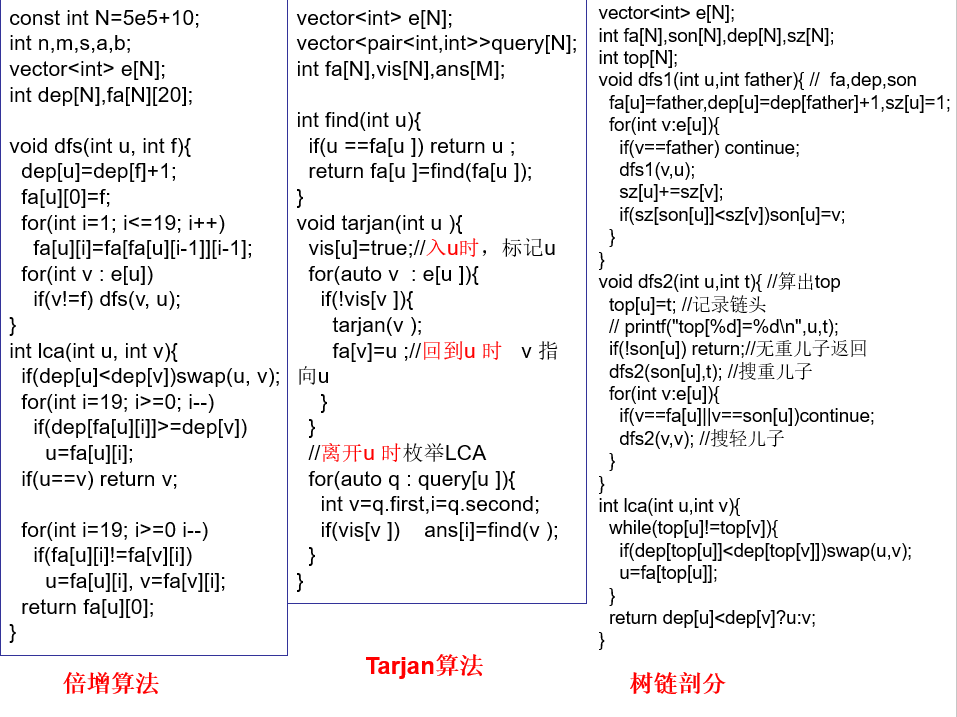 const int N=5e5+10;
int n,m,s,a,b;
vector<int> e[N];
int dep[N],fa[N][20];

void dfs(int u, int f){
  dep[u]=dep[f]+1;
  fa[u][0]=f;
  for(int i=1; i<=19; i++)
    fa[u][i]=fa[fa[u][i-1]][i-1];
  for(int v : e[u])
    if(v!=f) dfs(v, u);
}
int lca(int u, int v){
  if(dep[u]<dep[v])swap(u, v);
  for(int i=19; i>=0; i--)
    if(dep[fa[u][i]]>=dep[v])
      u=fa[u][i];
  if(u==v) return v;

  for(int i=19; i>=0 i--)
    if(fa[u][i]!=fa[v][i])
      u=fa[u][i], v=fa[v][i];
  return fa[u][0];
}
倍增算法
vector<int> e[N];
vector<pair<int,int>>query[N];
int fa[N],vis[N],ans[M];

int find(int u){
  if(u ==fa[u ]) return u ;
  return fa[u ]=find(fa[u ]);
}
void tarjan(int u ){
  vis[u]=true;//入u时，标记u
  for(auto v  : e[u ]){
    if(!vis[v ]){
      tarjan(v );
      fa[v]=u ;//回到u 时   v 指
向u
    }
  }
  //离开u 时枚举LCA
  for(auto q : query[u ]){
    int v=q.first,i=q.second;
    if(vis[v ])    ans[i]=find(v );
  }
}
Tarjan算法
vector<int> e[N];
int fa[N],son[N],dep[N],sz[N];
int top[N];
void dfs1(int u,int father){ //  fa,dep,son
  fa[u]=father,dep[u]=dep[father]+1,sz[u]=1;
  for(int v:e[u]){
    if(v==father) continue;
    dfs1(v,u);
    sz[u]+=sz[v];
    if(sz[son[u]]<sz[v])son[u]=v;
  }
}
void dfs2(int u,int t){ //算出top
  top[u]=t; //记录链头
  // printf("top[%d]=%d\n",u,t);
  if(!son[u]) return;//无重儿子返回
  dfs2(son[u],t); //搜重儿子
  for(int v:e[u]){
    if(v==fa[u]||v==son[u])continue;
    dfs2(v,v); //搜轻儿子
  }
}
int lca(int u,int v){
  while(top[u]!=top[v]){
    if(dep[top[u]]<dep[top[v]])swap(u,v);
    u=fa[top[u]];
  }
  return dep[u]<dep[v]?u:v;
}
树链剖分